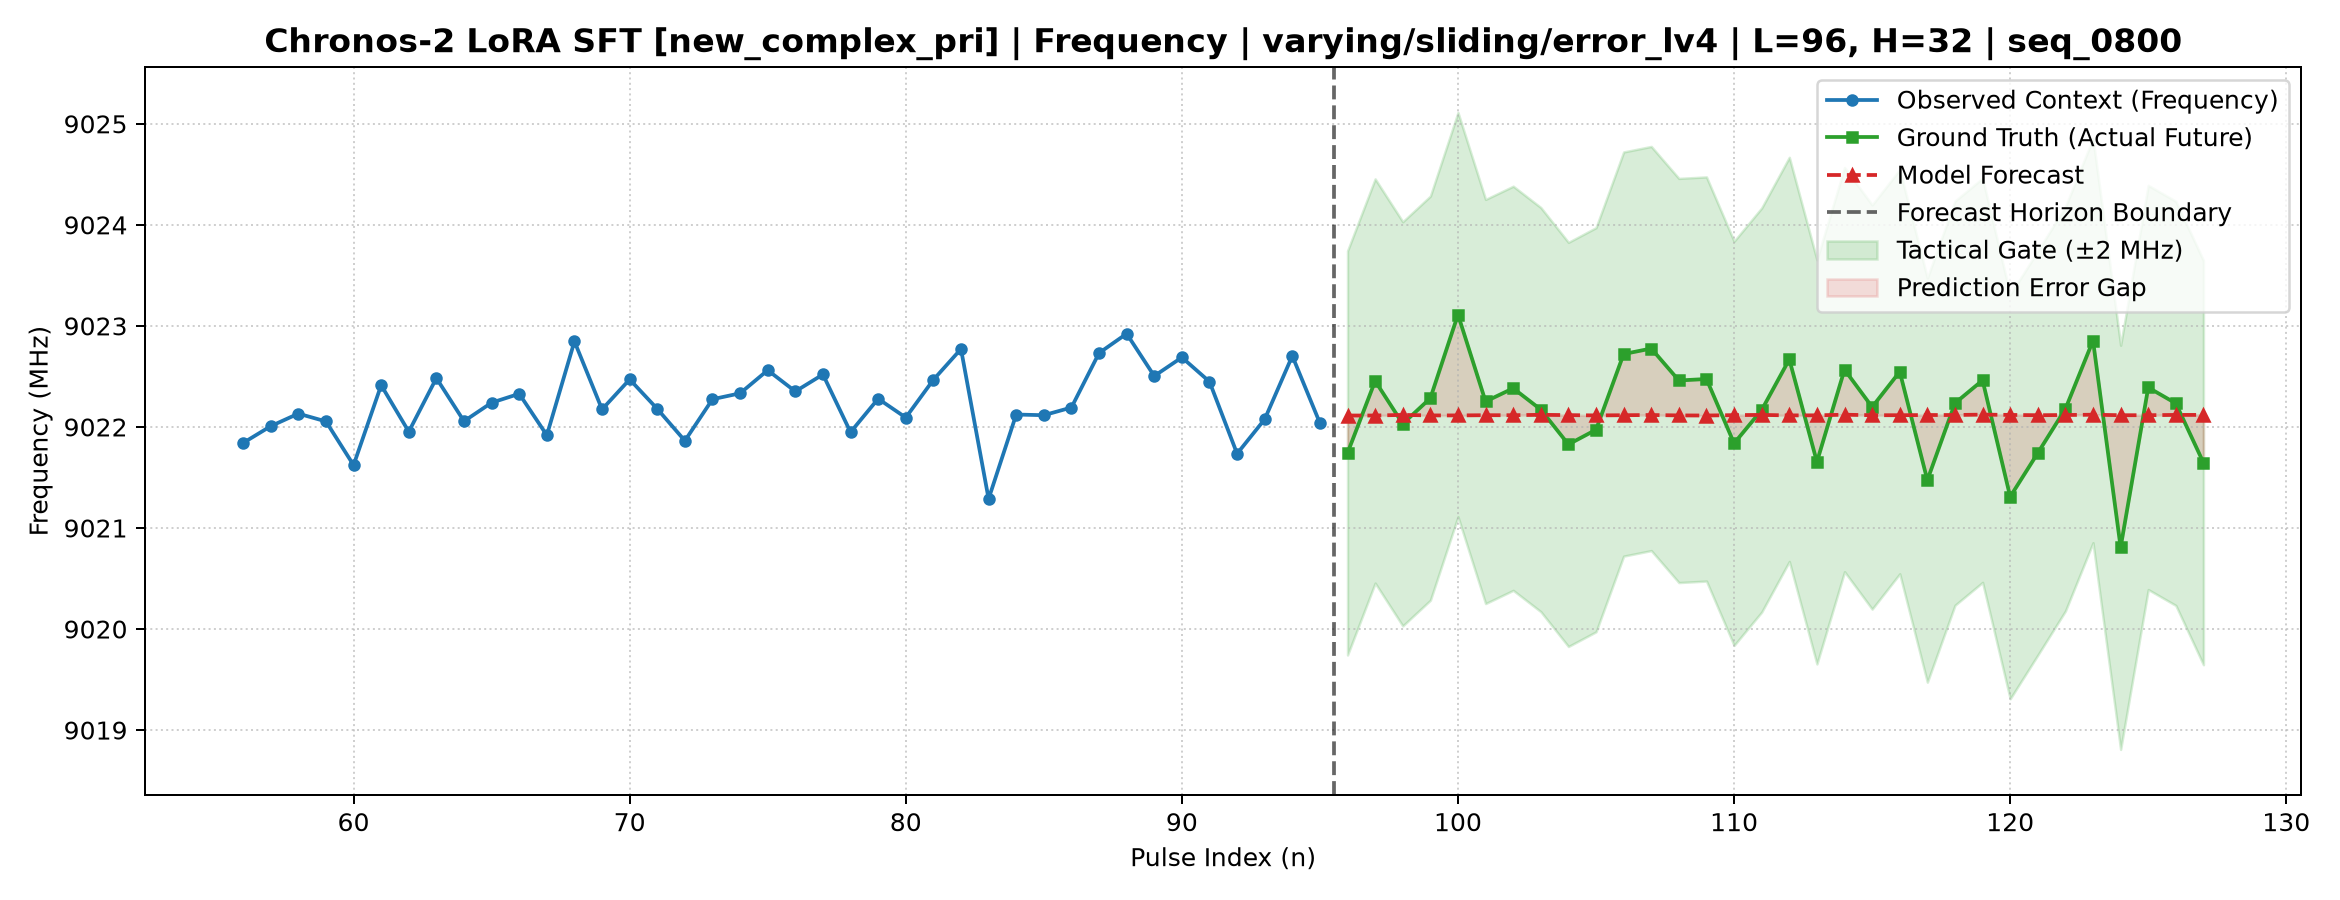 Chronos-2 LoRA SFT [new_complex_pri] | Frequency | varying/sliding/error_lv4 | L=96, H=32 | seq_0800
Observed Context (Frequency)
Ground Truth (Actual Future)
Model Forecast
Forecast Horizon Boundary
Tactical Gate (±2 MHz)
Prediction Error Gap
Frequency (MHz)
9025
9024
9023
9022
9021
9020
9019
60 70 80 90 100 110 120 130
Pulse Index (n)